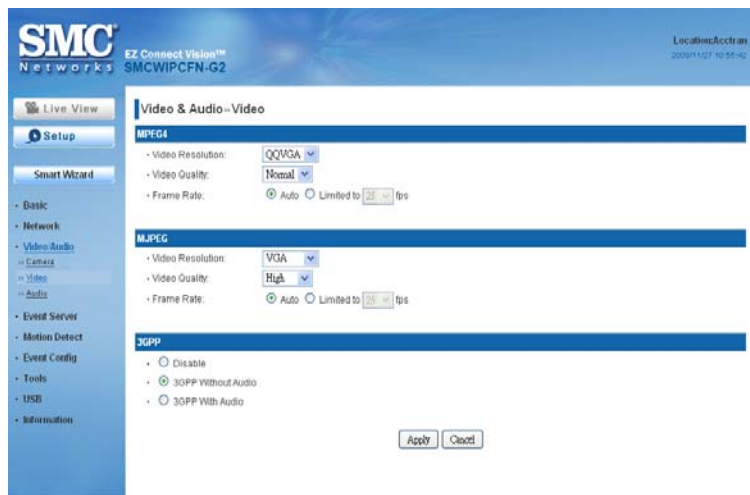 SMC®
Networks
EZ Connect Vision™
SMCWIPCFN-G2
Location:Acctran
2009/11/27 10:55:42
Live View
Setup
Smart Wizard
• Basic
• Network
• Video/Audio
›› Camera
›› Video
›› Audio
• Event Server
• Motion Detect
• Event Config
• Tools
• USB
• Information
Video & Audio››Video
MPEG4
• Video Resolution: QQVGA
• Video Quality: Normal
• Frame Rate: Auto Limited to 25 fps
MJPEG
• Video Resolution: VGA
• Video Quality: High
• Frame Rate: Auto Limited to 25 fps
3GPP
• Disable
• 3GPP Without Audio
• 3GPP With Audio
Apply Cancel